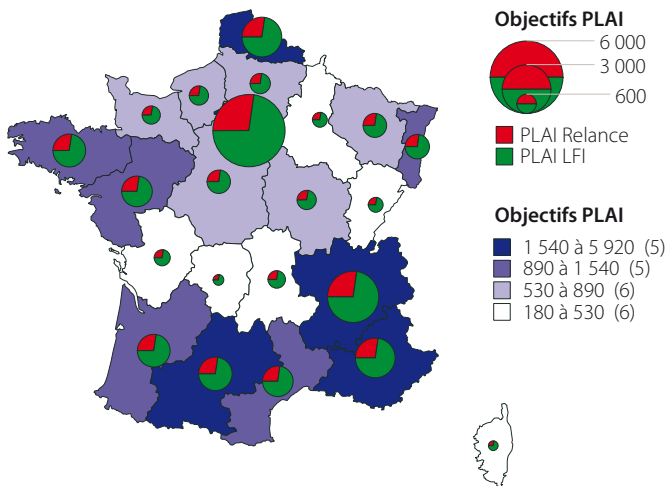 Objectifs PLAI
6 000
3 000
600
PLAI Relance
PLAI LFI
Objectifs PLAI
1 540 à 5 920 (5)
890 à 1 540 (5)
530 à 890 (6)
180 à 530 (6)